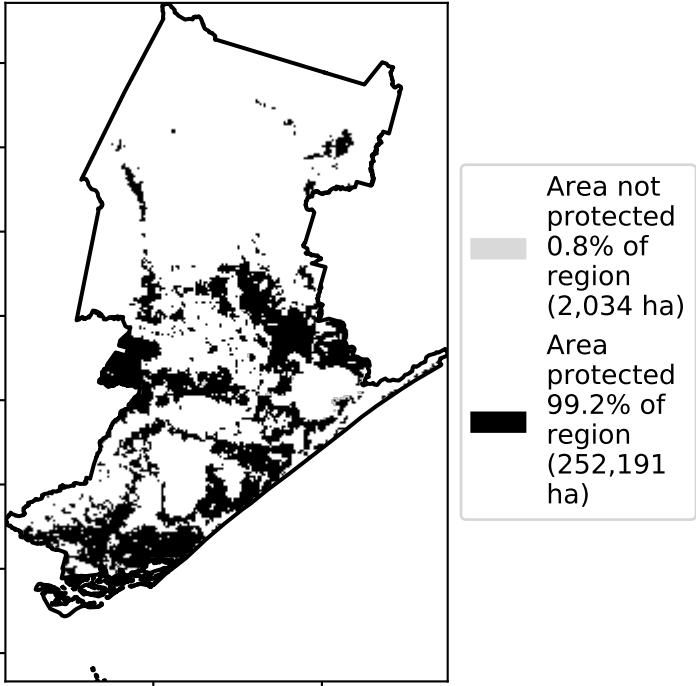 Area not
protected
0.8% of
region
(2,034 ha)
Area
protected
99.2% of
region
(252,191
ha)